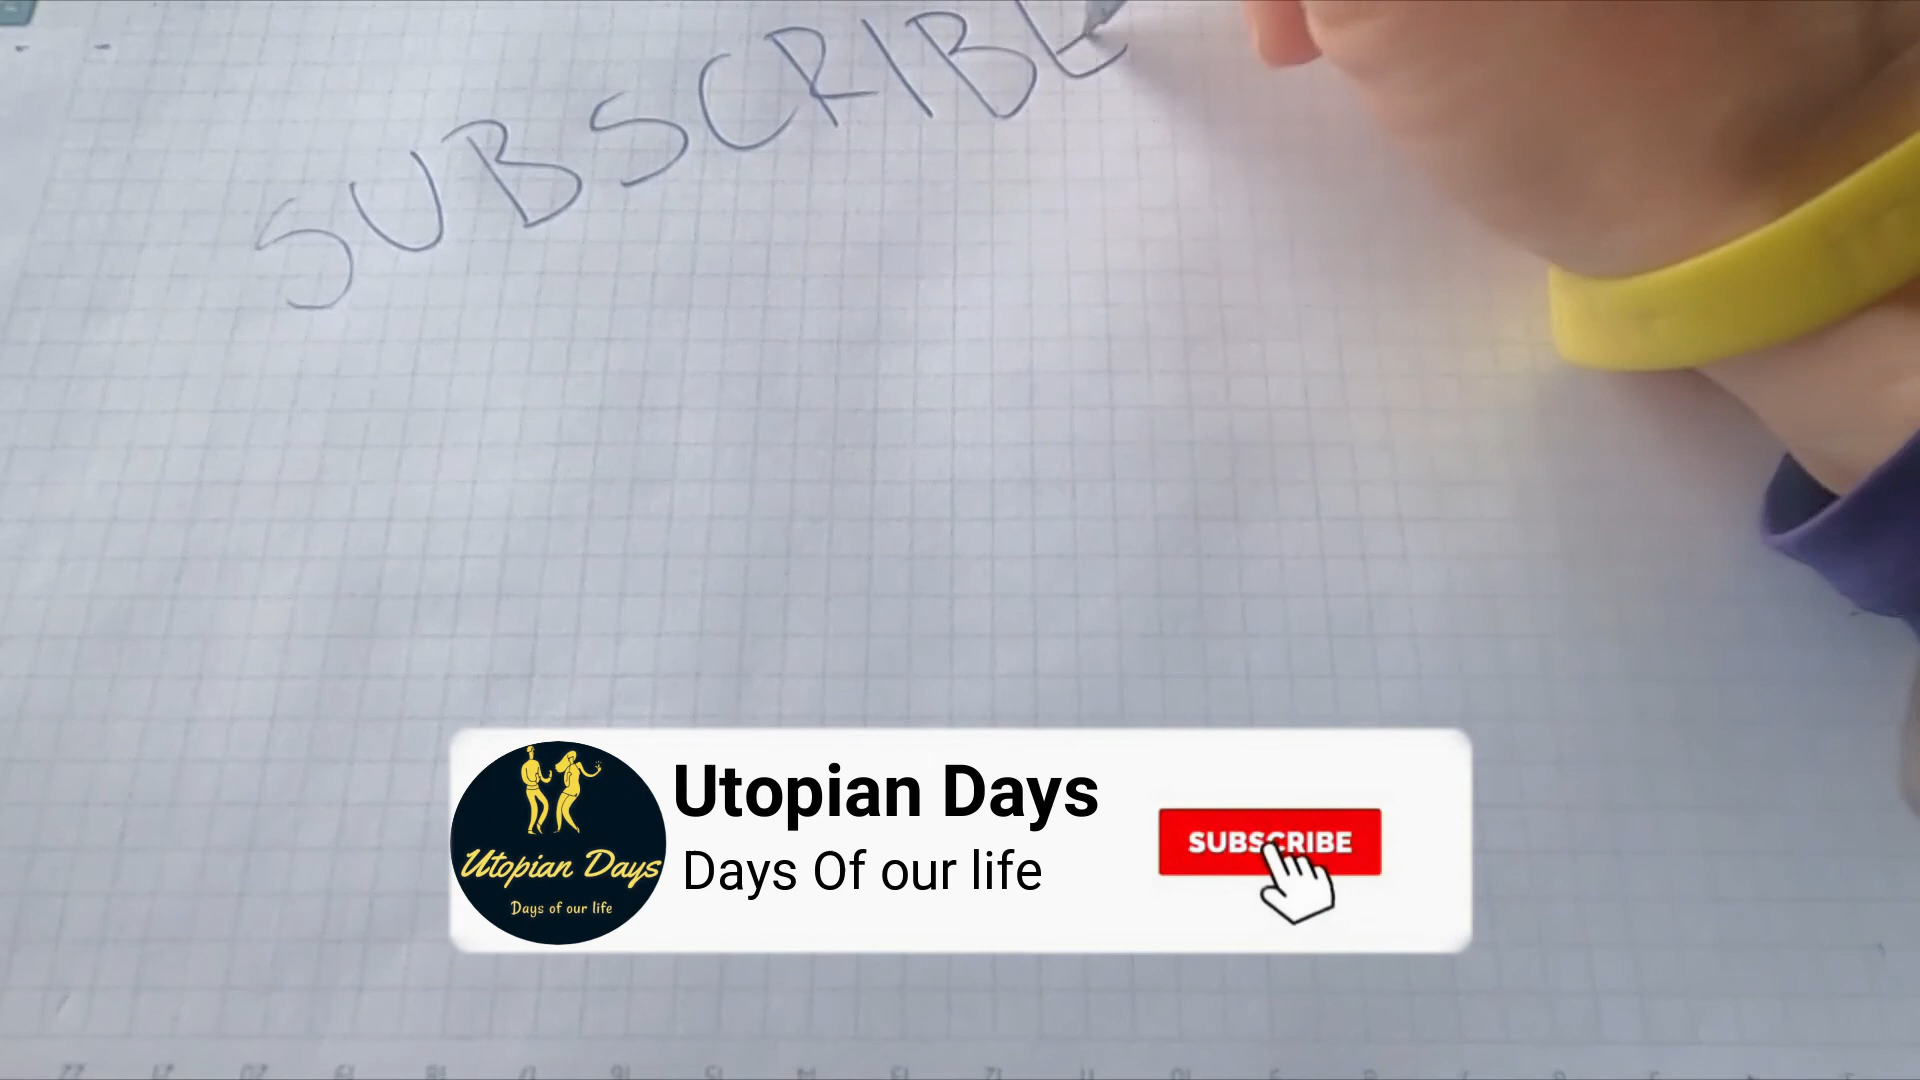 SUBSCRIBE
Utopian Days
Days of our life
Utopian Days
Days Of our life
SUBSCRIBE